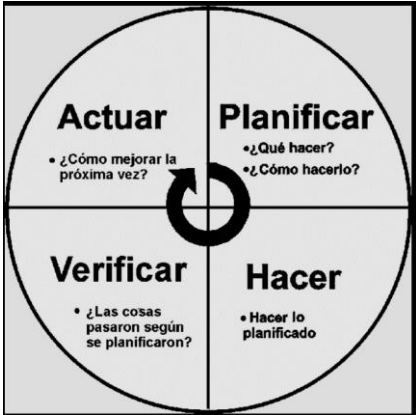 Actuar
• ¿Cómo mejorar la
próxima vez?
Planificar
•¿Qué hacer?
•¿Cómo hacerlo?
Verificar
• ¿Las cosas
pasaron según
se planificaron?
Hacer
• Hacer lo
planificado